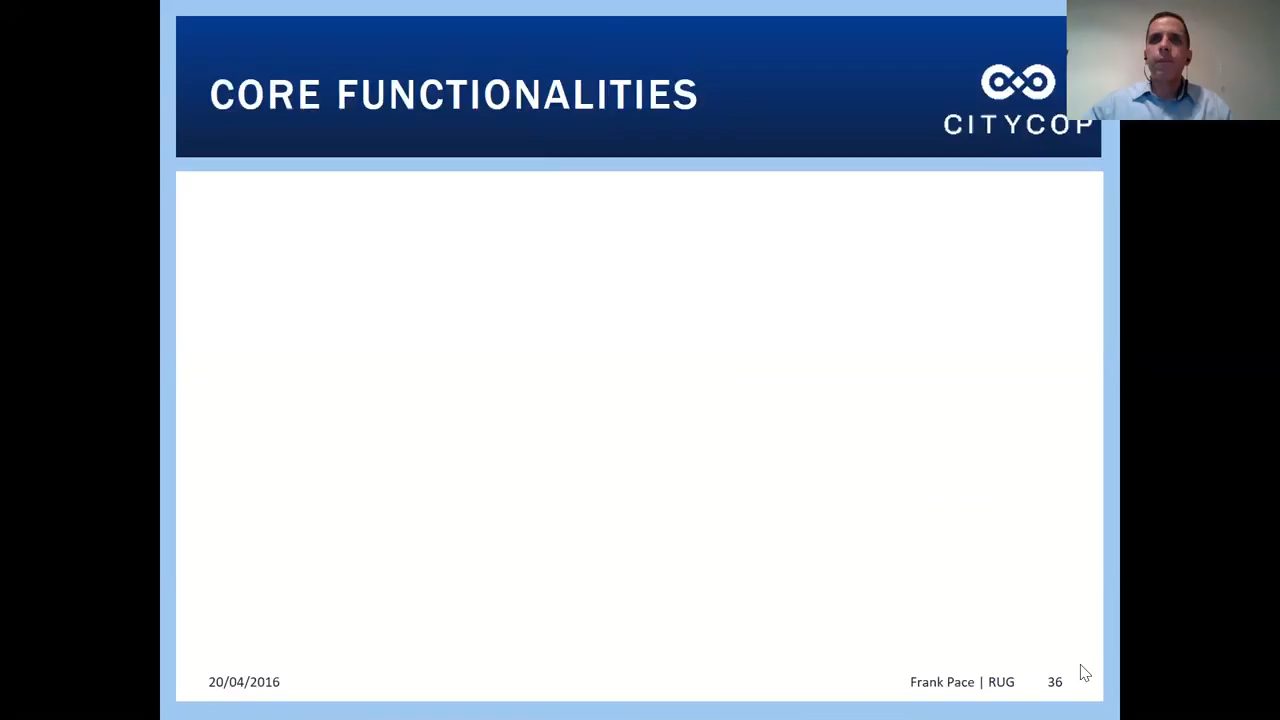 CORE FUNCTIONALITIES
CITYCOP
20/04/2016
Frank Pace | RUG
36